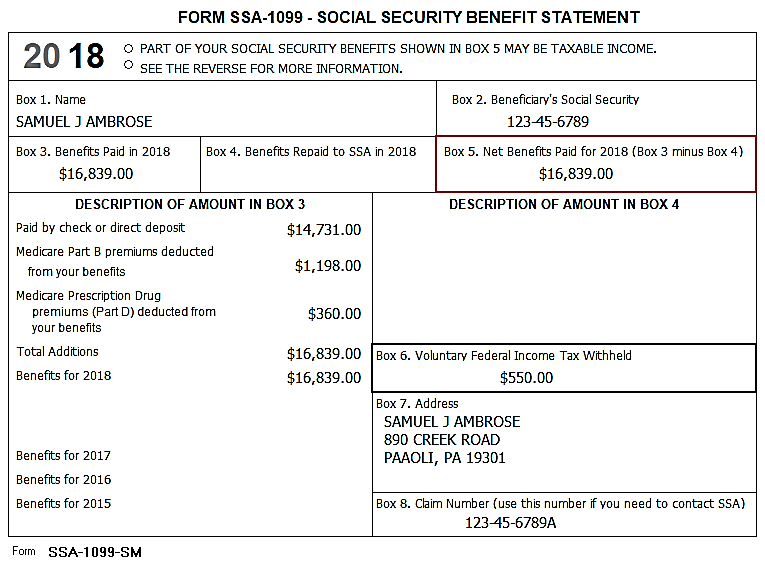 FORM SSA-1099 - SOCIAL SECURITY BENEFIT STATEMENT
2018
PART OF YOUR SOCIAL SECURITY BENEFITS SHOWN IN BOX 5 MAY BE TAXABLE INCOME.
SEE THE REVERSE FOR MORE INFORMATION.
Box 1. Name
SAMUEL J AMBROSE
Box 2. Beneficiary's Social Security
123-45-6789
Box 3. Benefits Paid in 2018
$16,839.00
Box 4. Benefits Repaid to SSA in 2018
Box 5. Net Benefits Paid for 2018 (Box 3 minus Box 4)
$16,839.00
DESCRIPTION OF AMOUNT IN BOX 3
Paid by check or direct deposit $14,731.00
Medicare Part B premiums deducted
from your benefits $1,198.00
Medicare Prescription Drug
premiums (Part D) deducted from $360.00
your benefits
Total Additions $16,839.00
Benefits for 2018 $16,839.00
Benefits for 2017
Benefits for 2016
Benefits for 2015
DESCRIPTION OF AMOUNT IN BOX 4
Box 6. Voluntary Federal Income Tax Withheld
$550.00
Box 7. Address
SAMUEL J AMBROSE
890 CREEK ROAD
PAAOLI, PA 19301
Box 8. Claim Number (use this number if you need to contact SSA)
123-45-6789A
Form SSA-1099-SM